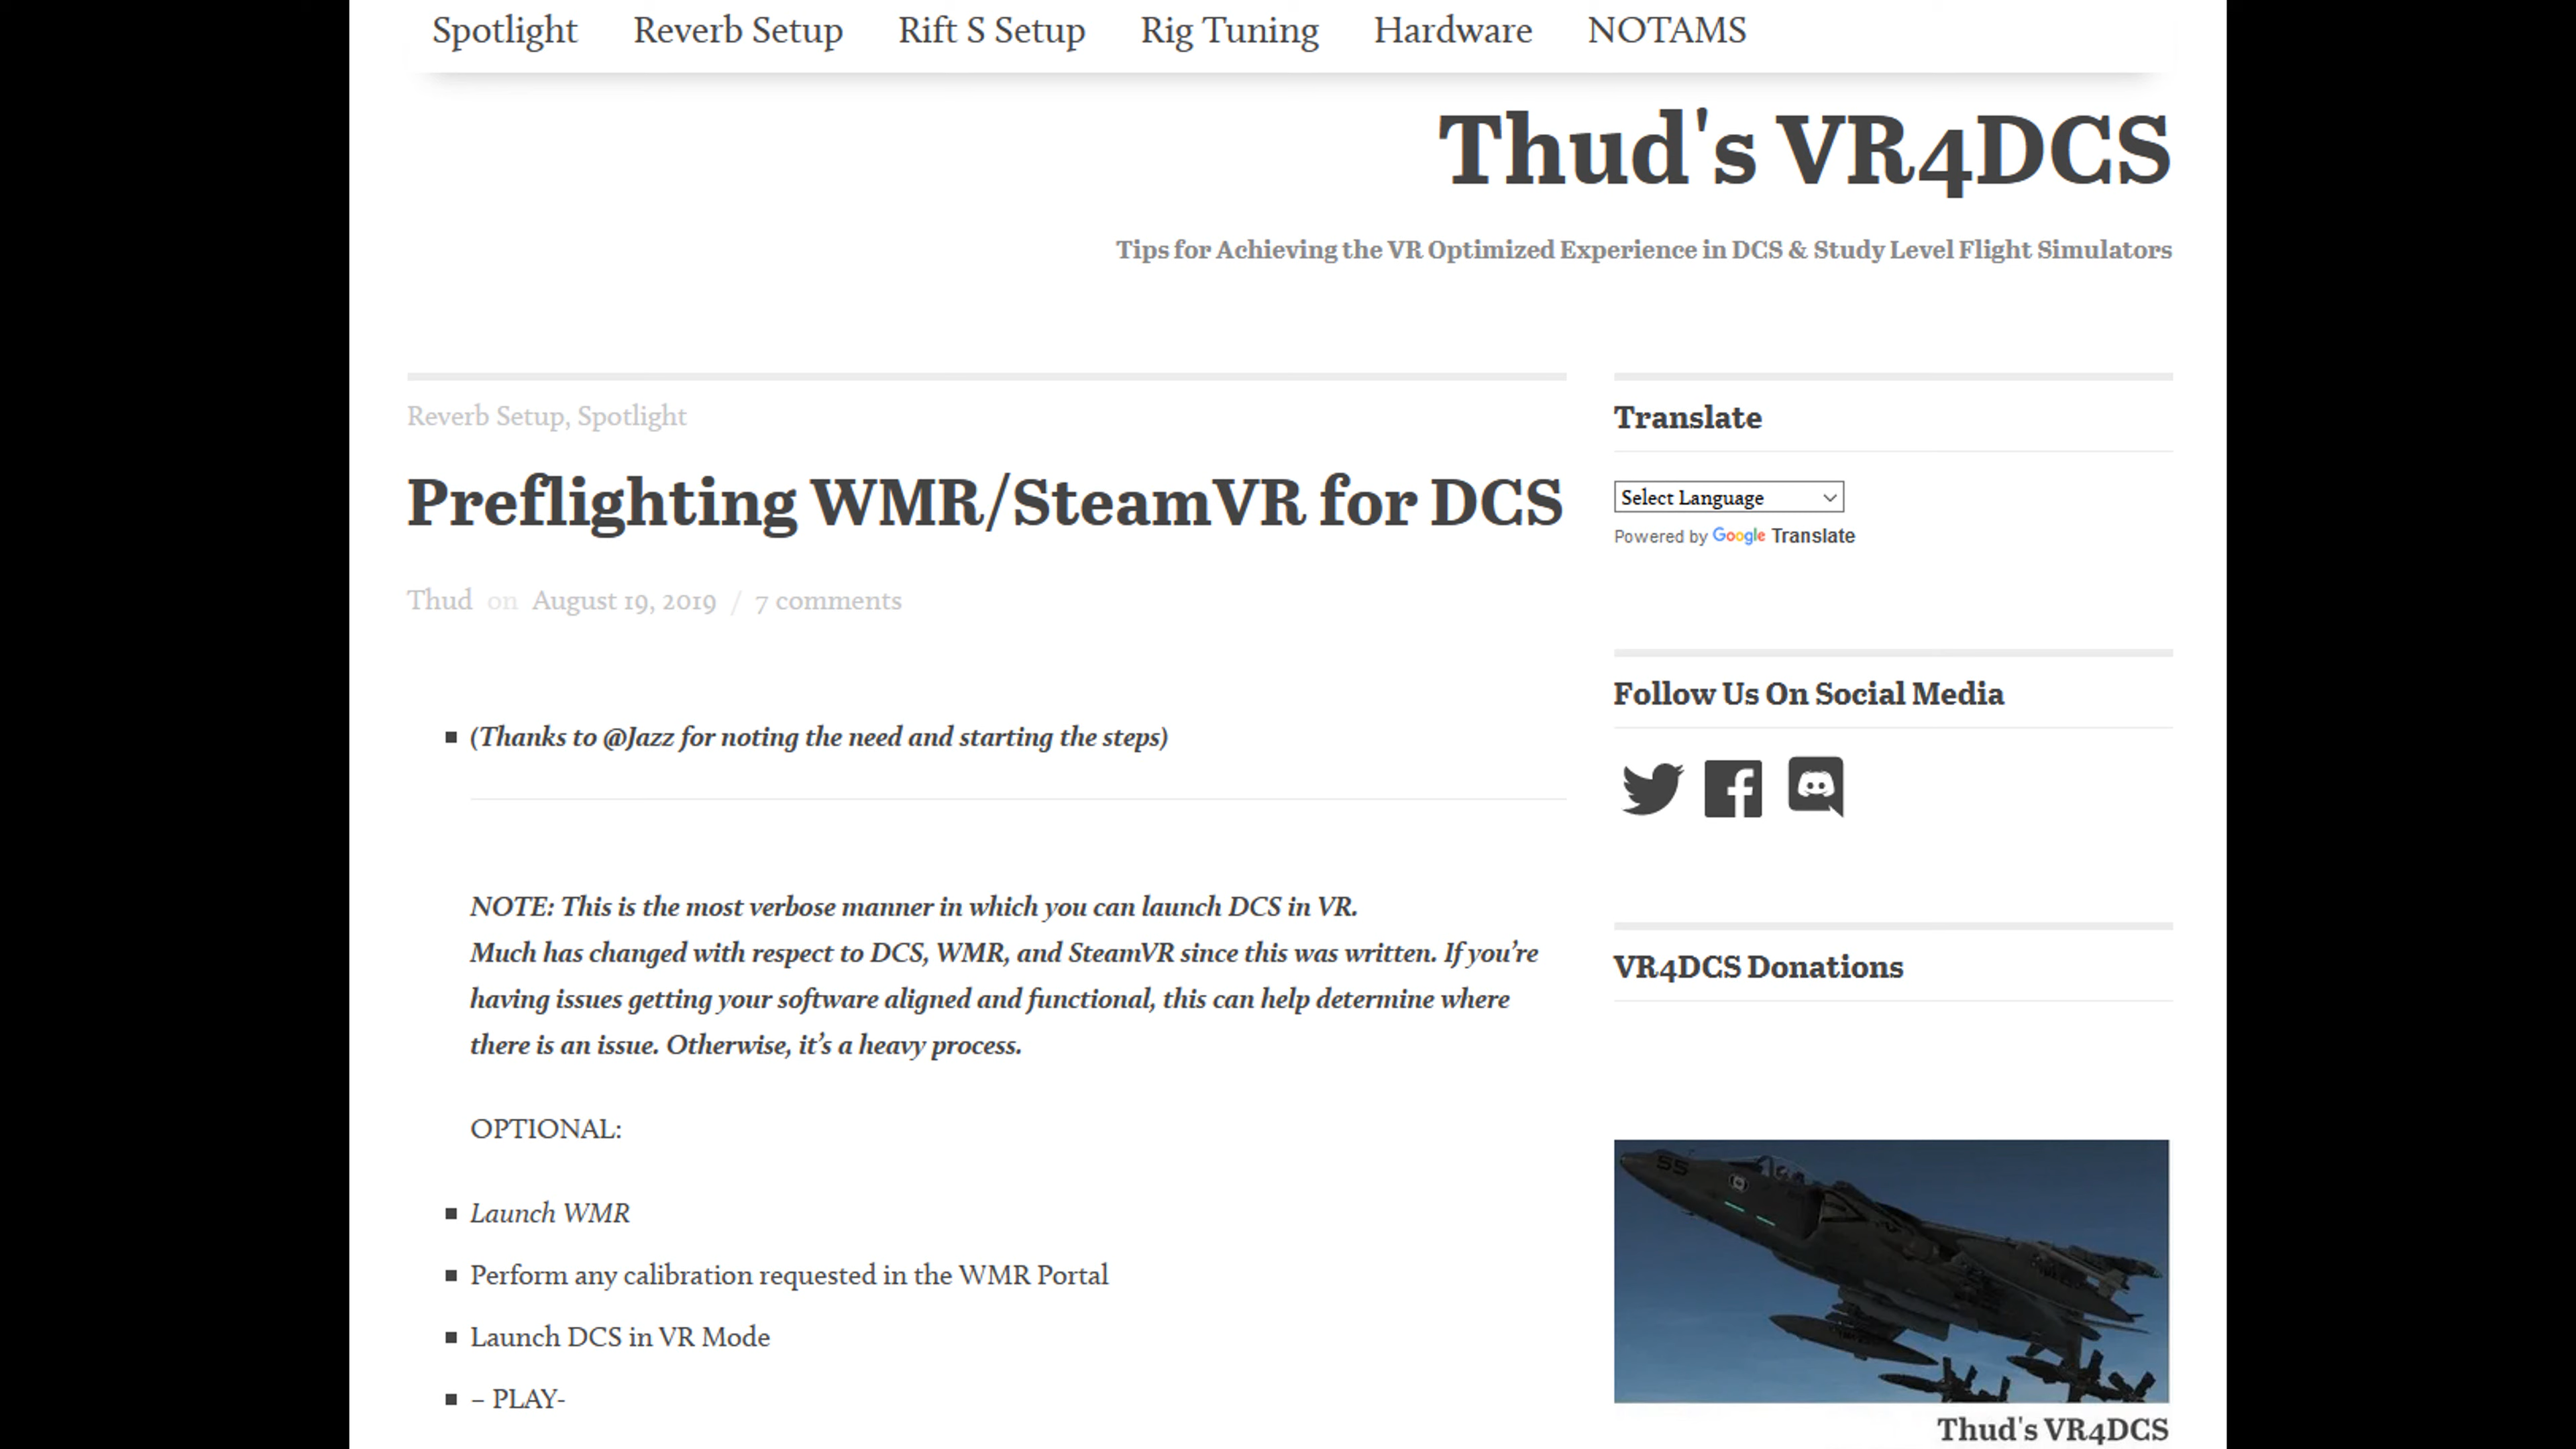 Spotlight Reverb Setup Rift S Setup Rig Tuning Hardware NOTAMS
Thud's VR4DCS
Tips for Achieving the VR Optimized Experience in DCS & Study Level Flight Simulators
Reverb Setup, Spotlight
Preflighting WMR/SteamVR for DCS
Thud on August 19, 2019 / 7 comments
(Thanks to @Jazz for noting the need and starting the steps)
NOTE: This is the most verbose manner in which you can launch DCS in VR.
Much has changed with respect to DCS, WMR, and SteamVR since this was written. If you’re
having issues getting your software aligned and functional, this can help determine where
there is an issue. Otherwise, it’s a heavy process.
OPTIONAL:
Launch WMR
Perform any calibration requested in the WMR Portal
Launch DCS in VR Mode
– PLAY-
Translate
Select Language
Powered by Google Translate
Follow Us On Social Media
VR4DCS Donations
55
Thud's VR4DCS